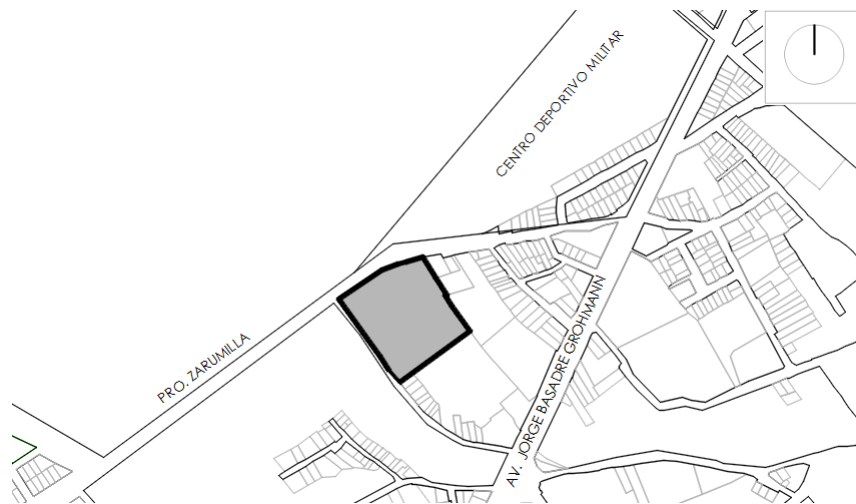 CENTRO DEPORTIVO MILITAR
PRO. ZARUMILLA
AV. JORGE BASADRE GROHMANN